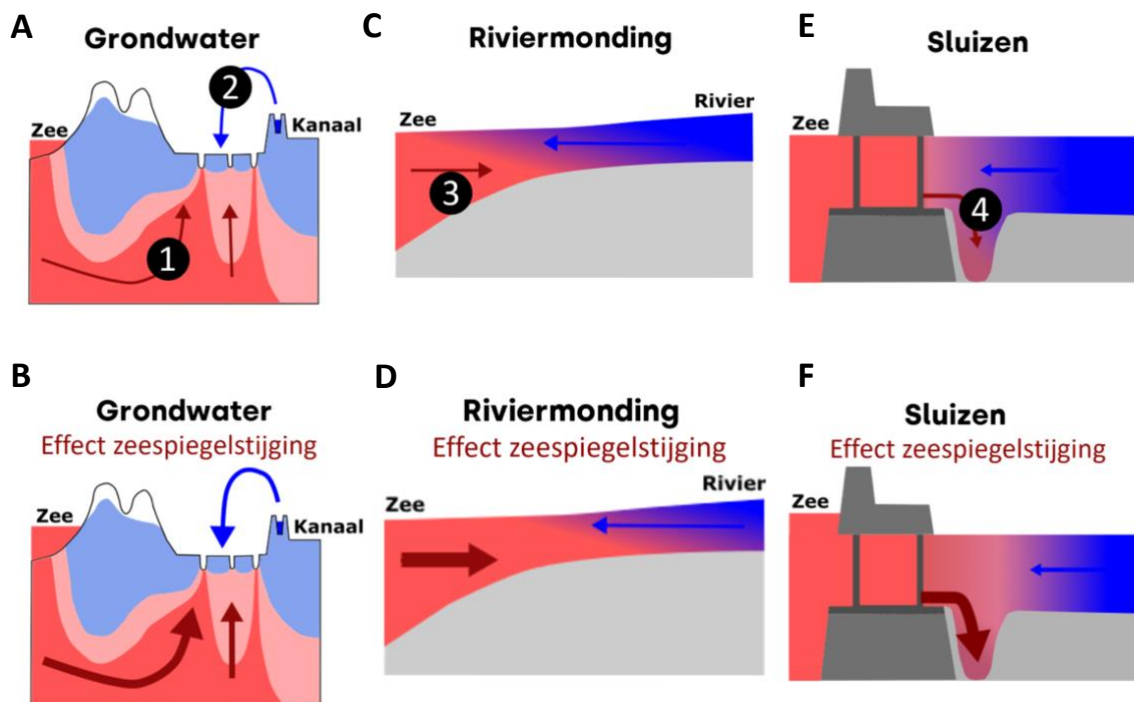 A
Grondwater
2
Zee
Kanaal
1
C
Riviermonding
Rivier
Zee
3
E
Sluizen
Zee
4
B
Grondwater
Effect zeespiegelstijging
Zee
Kanaal
D
Riviermonding
Effect zeespiegelstijging
Rivier
Zee
F
Sluizen
Effect zeespiegelstijging
Zee